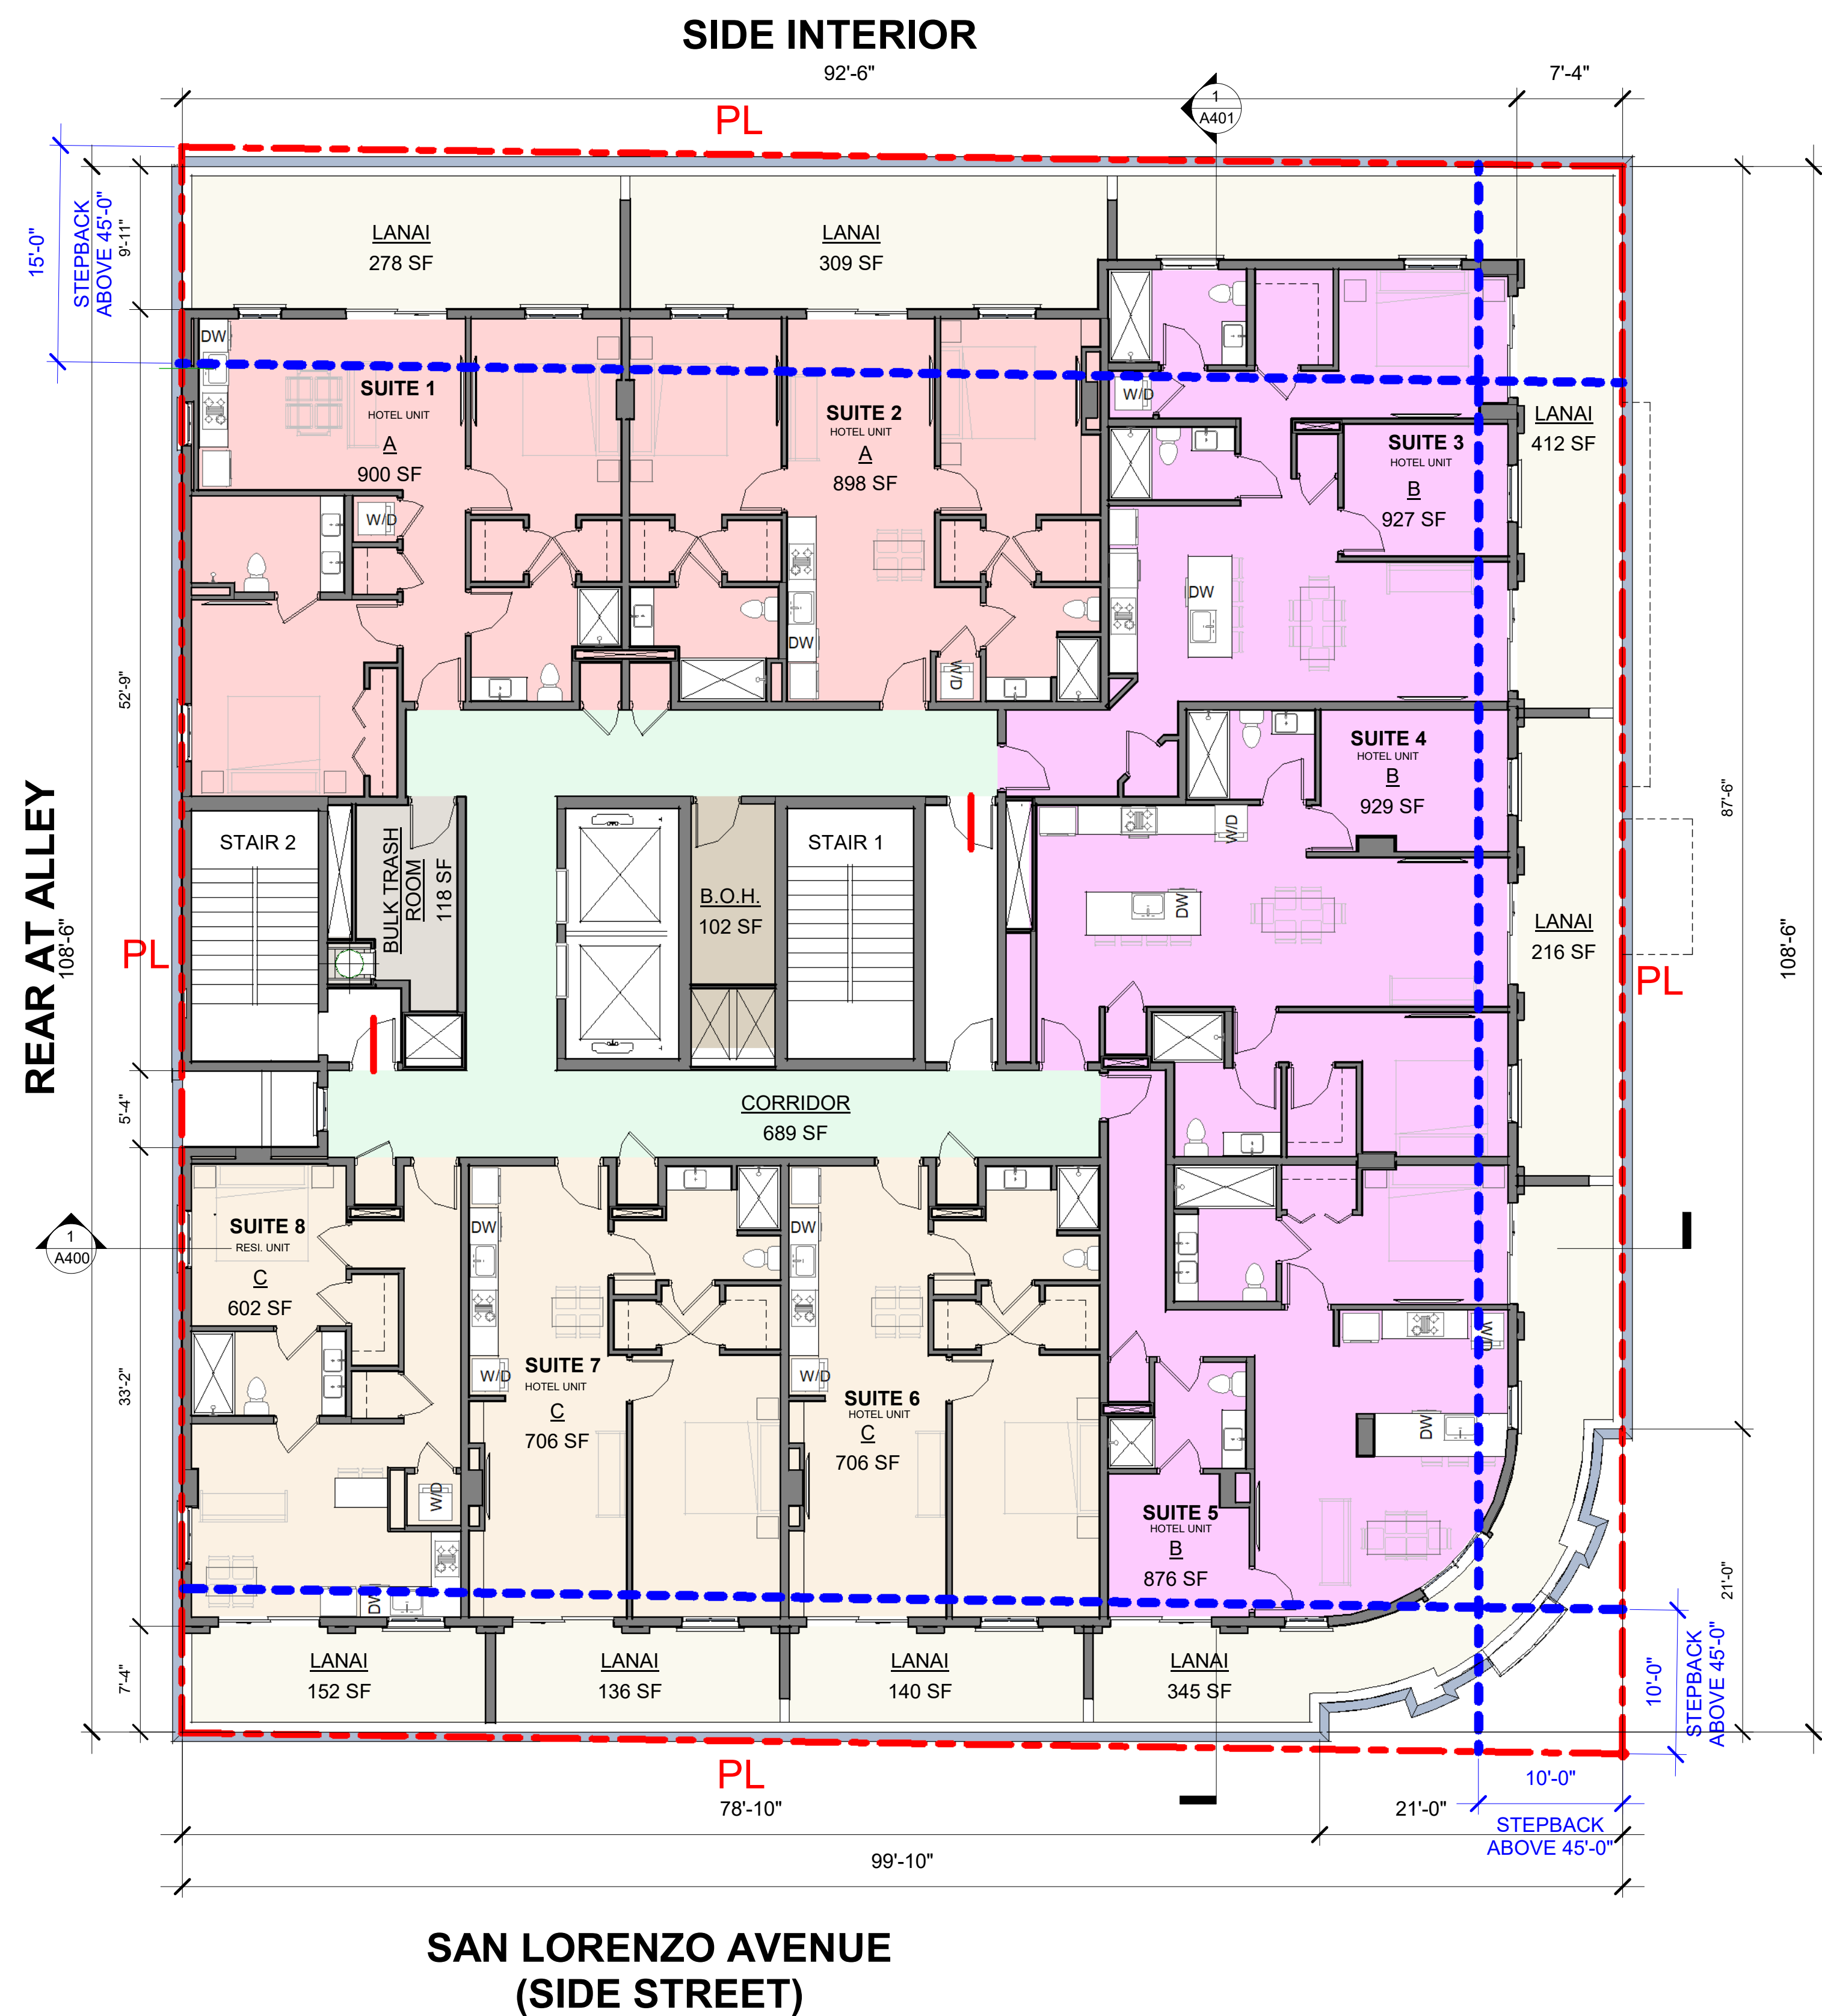 SIDE INTERIOR
92'-6"
7'-4"
PL
1
A401
15'-0"
STEPBACK
ABOVE 45'-0"
9'-11"
LANAI
278 SF
LANAI
309 SF
DW
SUITE 1
HOTEL UNIT
A
900 SF
SUITE 2
HOTEL UNIT
A
898 SF
W/D
LANAI
412 SF
SUITE 3
HOTEL UNIT
B
927 SF
W/D
DW
DW
W/D
52'-9"
SUITE 4
HOTEL UNIT
B
929 SF
87'-6"
REAR AT ALLEY
108'-6"
PL
STAIR 2
BULK TRASH
ROOM
118 SF
B.O.H.
102 SF
STAIR 1
W/D
DW
LANAI
216 SF
PL
108'-6"
5'-4"
CORRIDOR
689 SF
1
A400
SUITE 8
RESI. UNIT
C
602 SF
DW
DW
W/D
W/D
SUITE 7
HOTEL UNIT
C
706 SF
SUITE 6
HOTEL UNIT
C
706 SF
W/D
DW
33'-2"
W/D
DW
SUITE 5
HOTEL UNIT
B
876 SF
21'-0"
7'-4"
LANAI
152 SF
LANAI
136 SF
LANAI
140 SF
LANAI
345 SF
10'-0"
STEPBACK
ABOVE 45'-0"
PL
78'-10"
21'-0"
10'-0"
STEPBACK
ABOVE 45'-0"
99'-10"
SAN LORENZO AVENUE
(SIDE STREET)